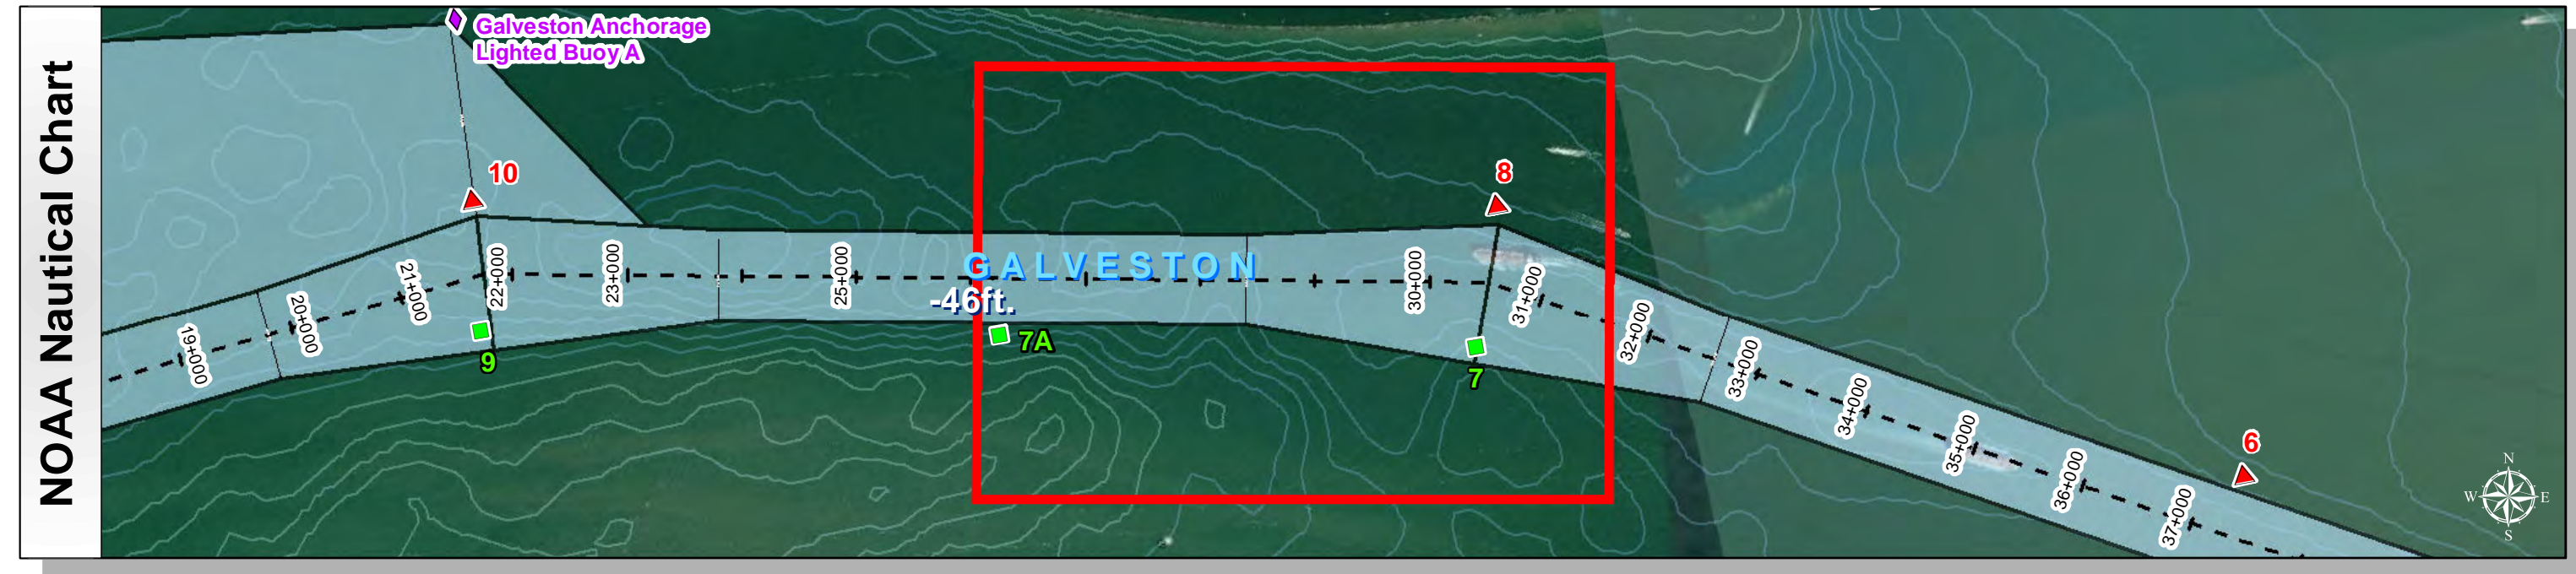 NOAA Nautical Chart
Galveston Anchorage
Lighted Buoy A
10
8
6
9
7A
7
GALVESTON
-46ft.
19+000
20+000
21+000
22+000
23+000
25+000
30+000
31+000
32+000
33+000
34+000
35+000
36+000
37+000
N
W E
S